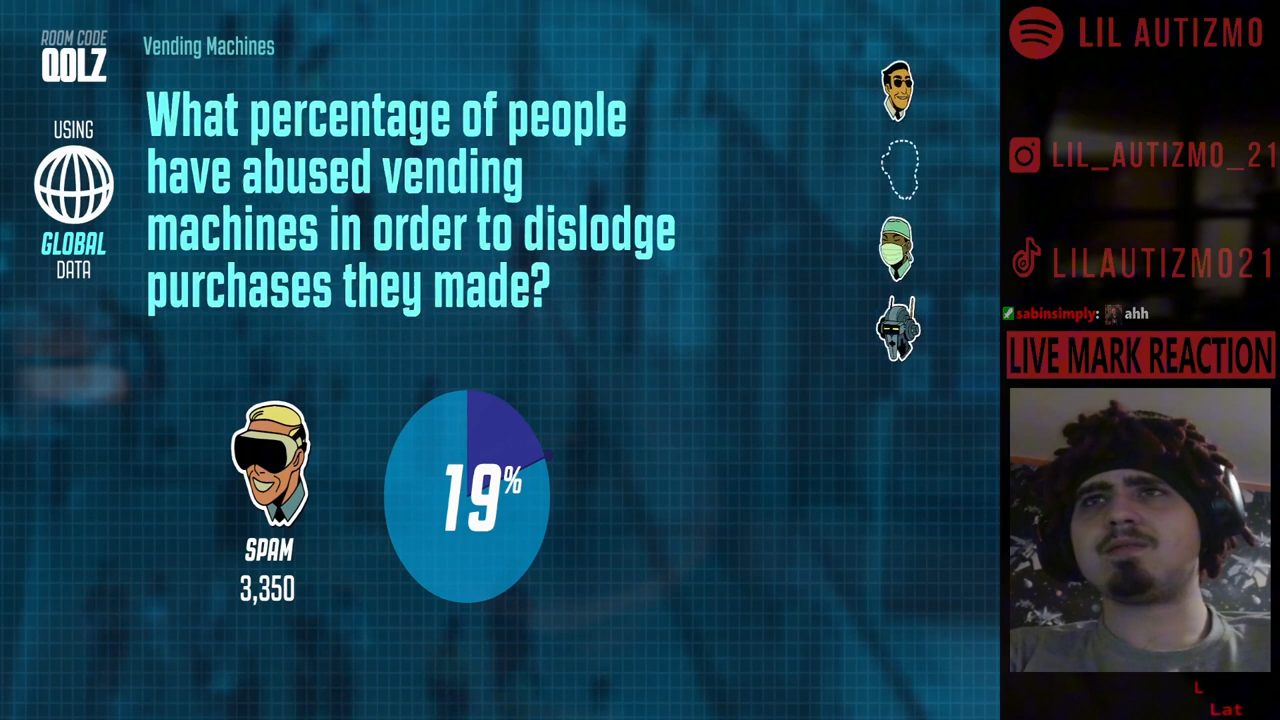 ROOM CODE
QOLZ
USING
GLOBAL
DATA
Vending Machines
What percentage of people
have abused vending
machines in order to dislodge
purchases they made?
SPAM
3,350
19%
LIL AUTIZMO
LIL_AUTIZMO_21
LILAUTIZMO21
sabinsimply: ahh
LIVE MARK REACTION
L
Lat